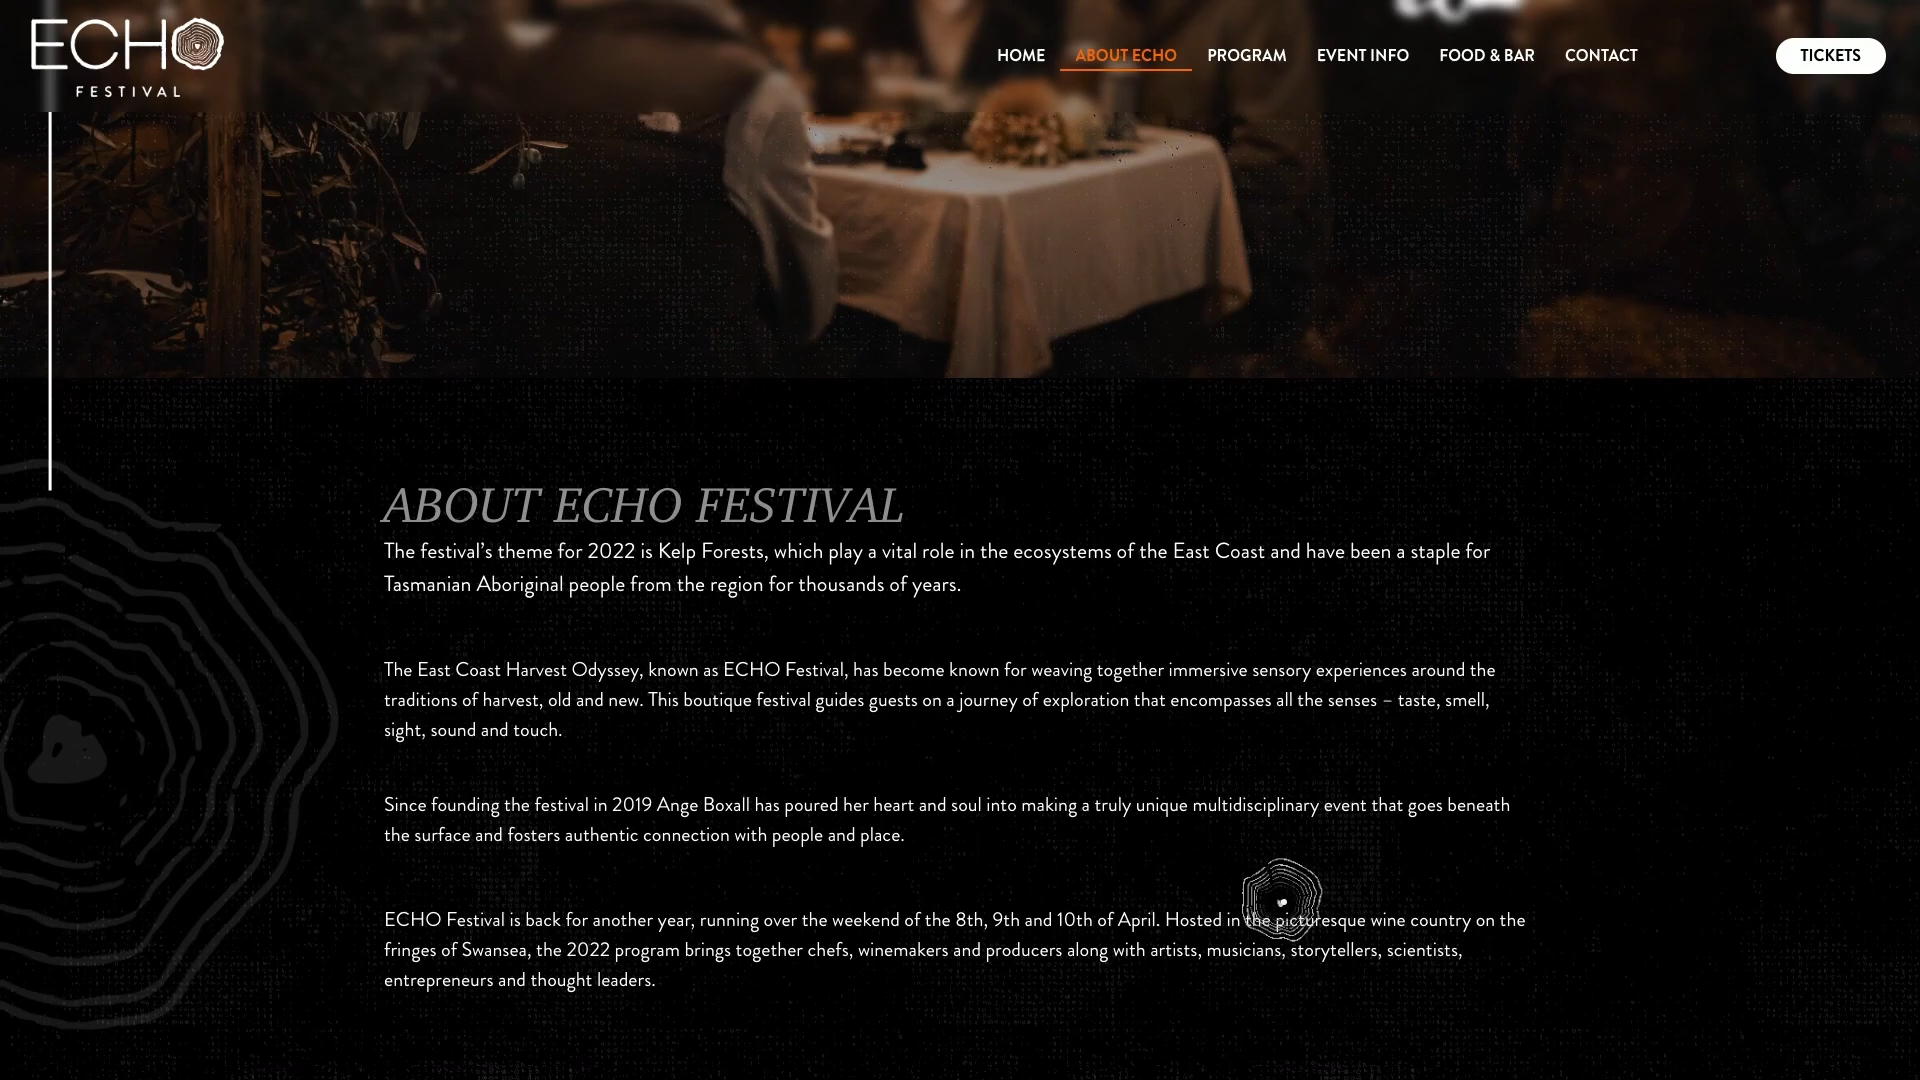 ECHO
FESTIVAL
HOME
ABOUT ECHO
PROGRAM
EVENT INFO
FOOD & BAR
CONTACT
TICKETS
ABOUT ECHO FESTIVAL
The festival’s theme for 2022 is Kelp Forests, which play a vital role in the ecosystems of the East Coast and have been a staple for
Tasmanian Aboriginal people from the region for thousands of years.
The East Coast Harvest Odyssey, known as ECHO Festival, has become known for weaving together immersive sensory experiences around the
traditions of harvest, old and new. This boutique festival guides guests on a journey of exploration that encompasses all the senses – taste, smell,
sight, sound and touch.
Since founding the festival in 2019 Ange Boxall has poured her heart and soul into making a truly unique multidisciplinary event that goes beneath
the surface and fosters authentic connection with people and place.
ECHO Festival is back for another year, running over the weekend of the 8th, 9th and 10th of April. Hosted in the picturesque wine country on the
fringes of Swansea, the 2022 program brings together chefs, winemakers and producers along with artists, musicians, storytellers, scientists,
entrepreneurs and thought leaders.